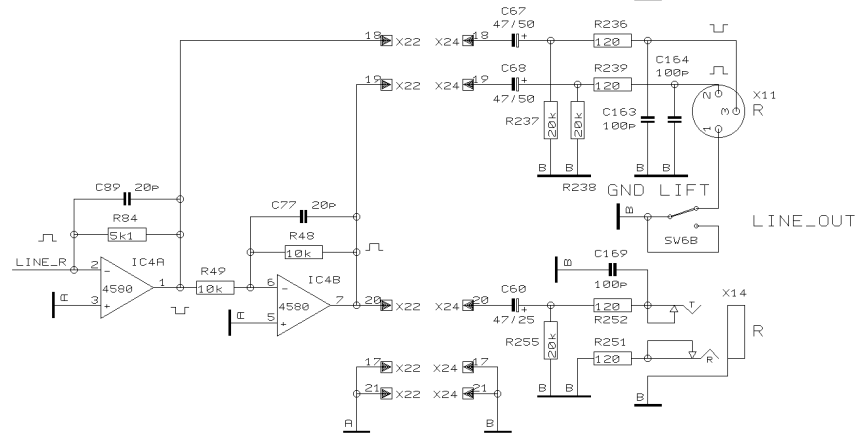 C67
47/50
R236
18 X22 X24 18
120
C164
100p
C68
R239
19 X22 X24 19
120
X11
R
47/50
R237
20k
20k
C163
100p
2
3
1
B B B
R238
GND LIFT
B
SW6B
LINE_OUT
C89 20p
R84
5k1
LINE_R
2
IC4A
4580
1
3
A
C77 20p
R48
10k
R49
10k
IC4B
6
4580
7
5
A
B
C169
100p
20 X22 X24 20
C60
47/25
120
R252
T
X14
R
R255
20k
R251
120
R
17 X22 X24 17
21 X22 X24 21
B B
B
A
B